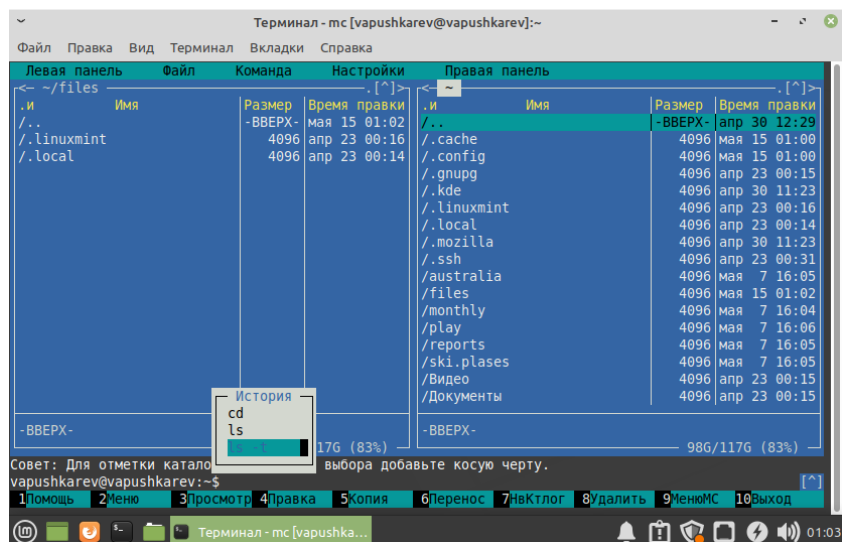 Терминал - mc [vapushkarev@vapushkarev]:~
Файл Правка Вид Терминал Вкладки Справка
Левая панель Файл Команда Настройки Правая панель
<- ~/files .[^]>
.и Имя Размер Время правки
/.. -ВВЕРХ- мая 15 01:02
/.linuxmint 4096 апр 23 00:16
/.local 4096 апр 23 00:14
-ВВЕРХ-
17G (83%)
<- ~ .[^]>
.и Имя Размер Время правки
/.. -ВВЕРХ- апр 30 12:29
/.cache 4096 мая 15 01:00
/.config 4096 мая 15 01:00
/.gnupg 4096 апр 23 00:15
/.kde 4096 апр 30 11:23
/.linuxmint 4096 апр 23 00:16
/.local 4096 апр 23 00:14
/.mozilla 4096 апр 30 11:23
/.ssh 4096 апр 23 00:31
/australia 4096 мая 7 16:05
/files 4096 мая 15 01:02
/monthly 4096 мая 7 16:04
/play 4096 мая 7 16:06
/reports 4096 мая 7 16:05
/ski.plases 4096 мая 7 16:05
/Видео 4096 апр 23 00:15
/Документы 4096 апр 23 00:15
-ВВЕРХ-
98G/117G (83%)
История
cd
ls
ls -t
Совет: Для отметки катало выбора добавьте косую черту.
vapushkarev@vapushkarev:~$ [^]
1Помощь 2Меню 3Просмотр 4Правка 5Копия 6Перенос 7НвКтлог 8Удалить 9МенюМС 10Выход
Терминал - mc [vapushka... 01:03